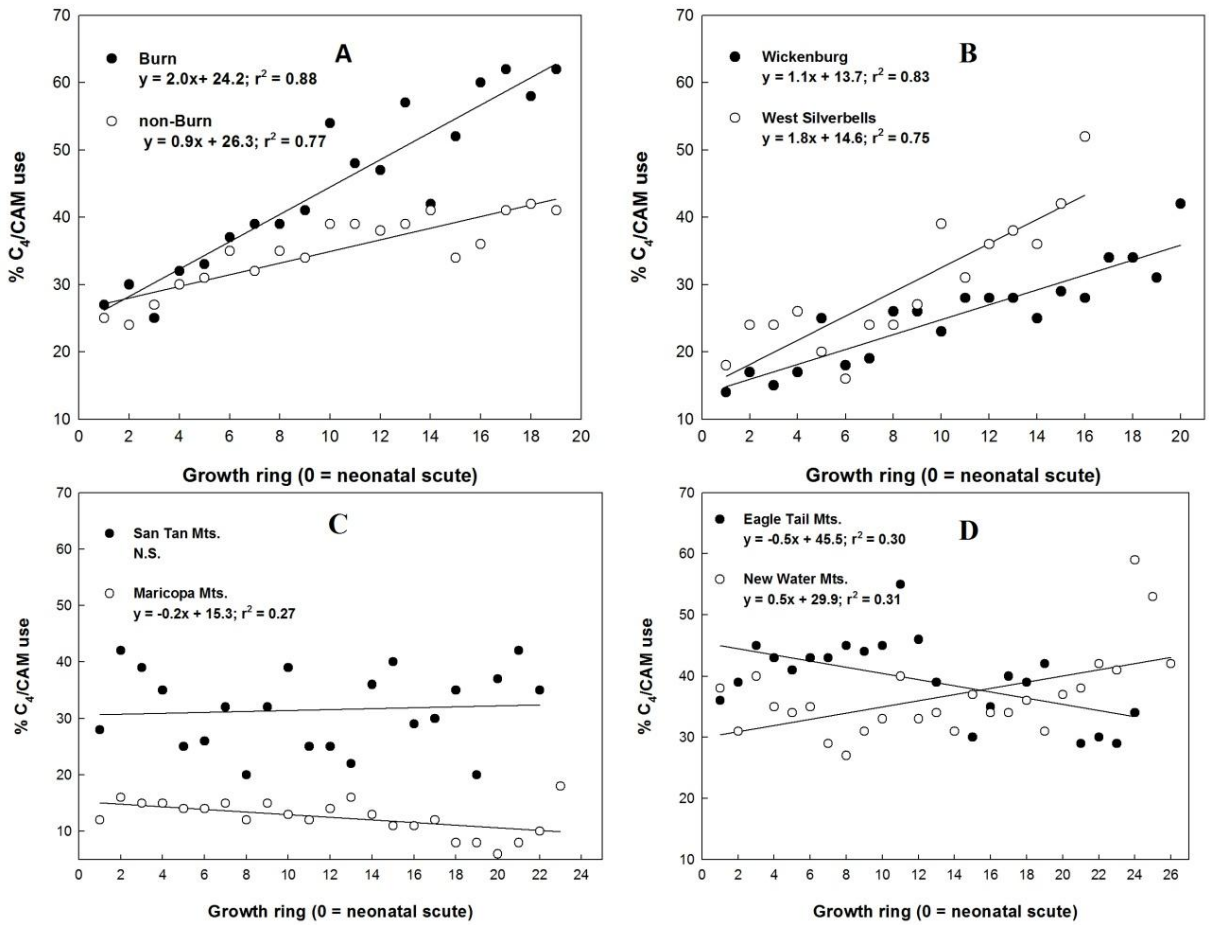 A
Burn
y = 2.0x+ 24.2; r² = 0.88
non-Burn
y = 0.9x + 26.3; r² = 0.77
% C₄/CAM use
70
60
50
40
30
20
10
0 2 4 6 8 10 12 14 16 18 20
Growth ring (0 = neonatal scute)
B
Wickenburg
y = 1.1x + 13.7; r² = 0.83
West Silverbells
y = 1.8x + 14.6; r² = 0.75
% C₄/CAM use
70
60
50
40
30
20
10
0 2 4 6 8 10 12 14 16 18 20
Growth ring (0 = neonatal scute)
C
San Tan Mts.
N.S.
Maricopa Mts.
y = -0.2x + 15.3; r² = 0.27
% C₄/CAM use
70
60
50
40
30
20
10
0 2 4 6 8 10 12 14 16 18 20 22 24
Growth ring (0 = neonatal scute)
D
Eagle Tail Mts.
y = -0.5x + 45.5; r² = 0.30
New Water Mts.
y = 0.5x + 29.9; r² = 0.31
% C₄/CAM use
70
60
50
40
30
20
10
0 2 4 6 8 10 12 14 16 18 20 22 24 26
Growth ring (0 = neonatal scute)